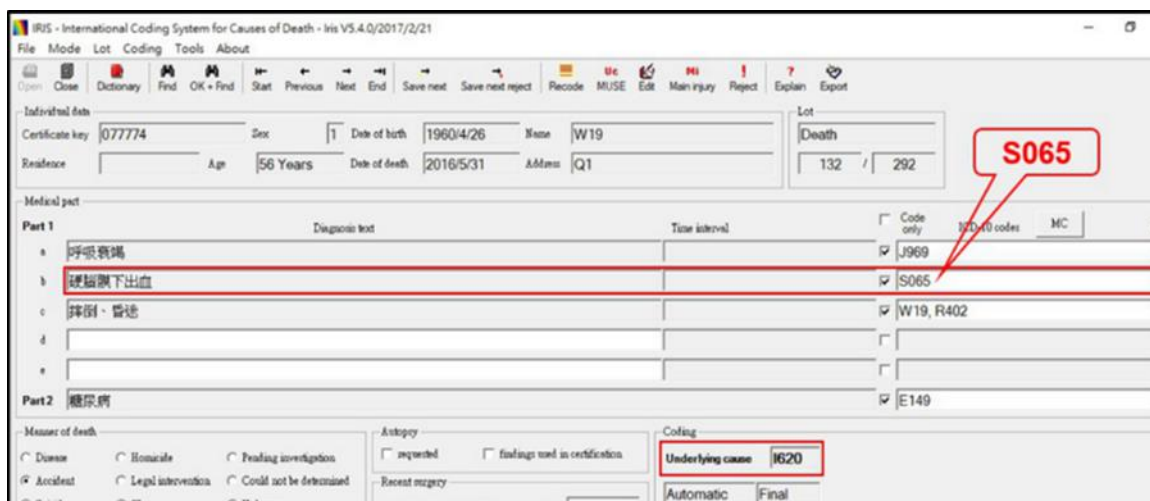 IRIS - International Coding System for Causes of Death - Iris V5.4.0/2017/2/21
File Mode Lot Coding Tools About
Open Close Dictionary Find OK + Find Start Previous Next End Save next Save next reject Recode MUSE Edit Main injury Reject Explain Export
Individual data Lot
Certificate key 077774 Sex 1 Date of birth 1960/4/26 Name W19 Death
Residence Age 56 Years Date of death 2016/5/31 Address Q1 132 / 292
S065
Medical part
Part 1 Diagnosis text Time interval Code only ICD-10 codes MC
a 呼吸衰竭 J969
b 硬腦膜下出血 S065
c 摔倒、昏迷 W19, R402
d
e
Part 2 糖尿病 E149
Manner of death Autopsy Coding
Disease Homicide Pending investigation requested findings used in certification Underlying cause I620
Accident Legal intervention Could not be determined Recent surgery
Automatic Final